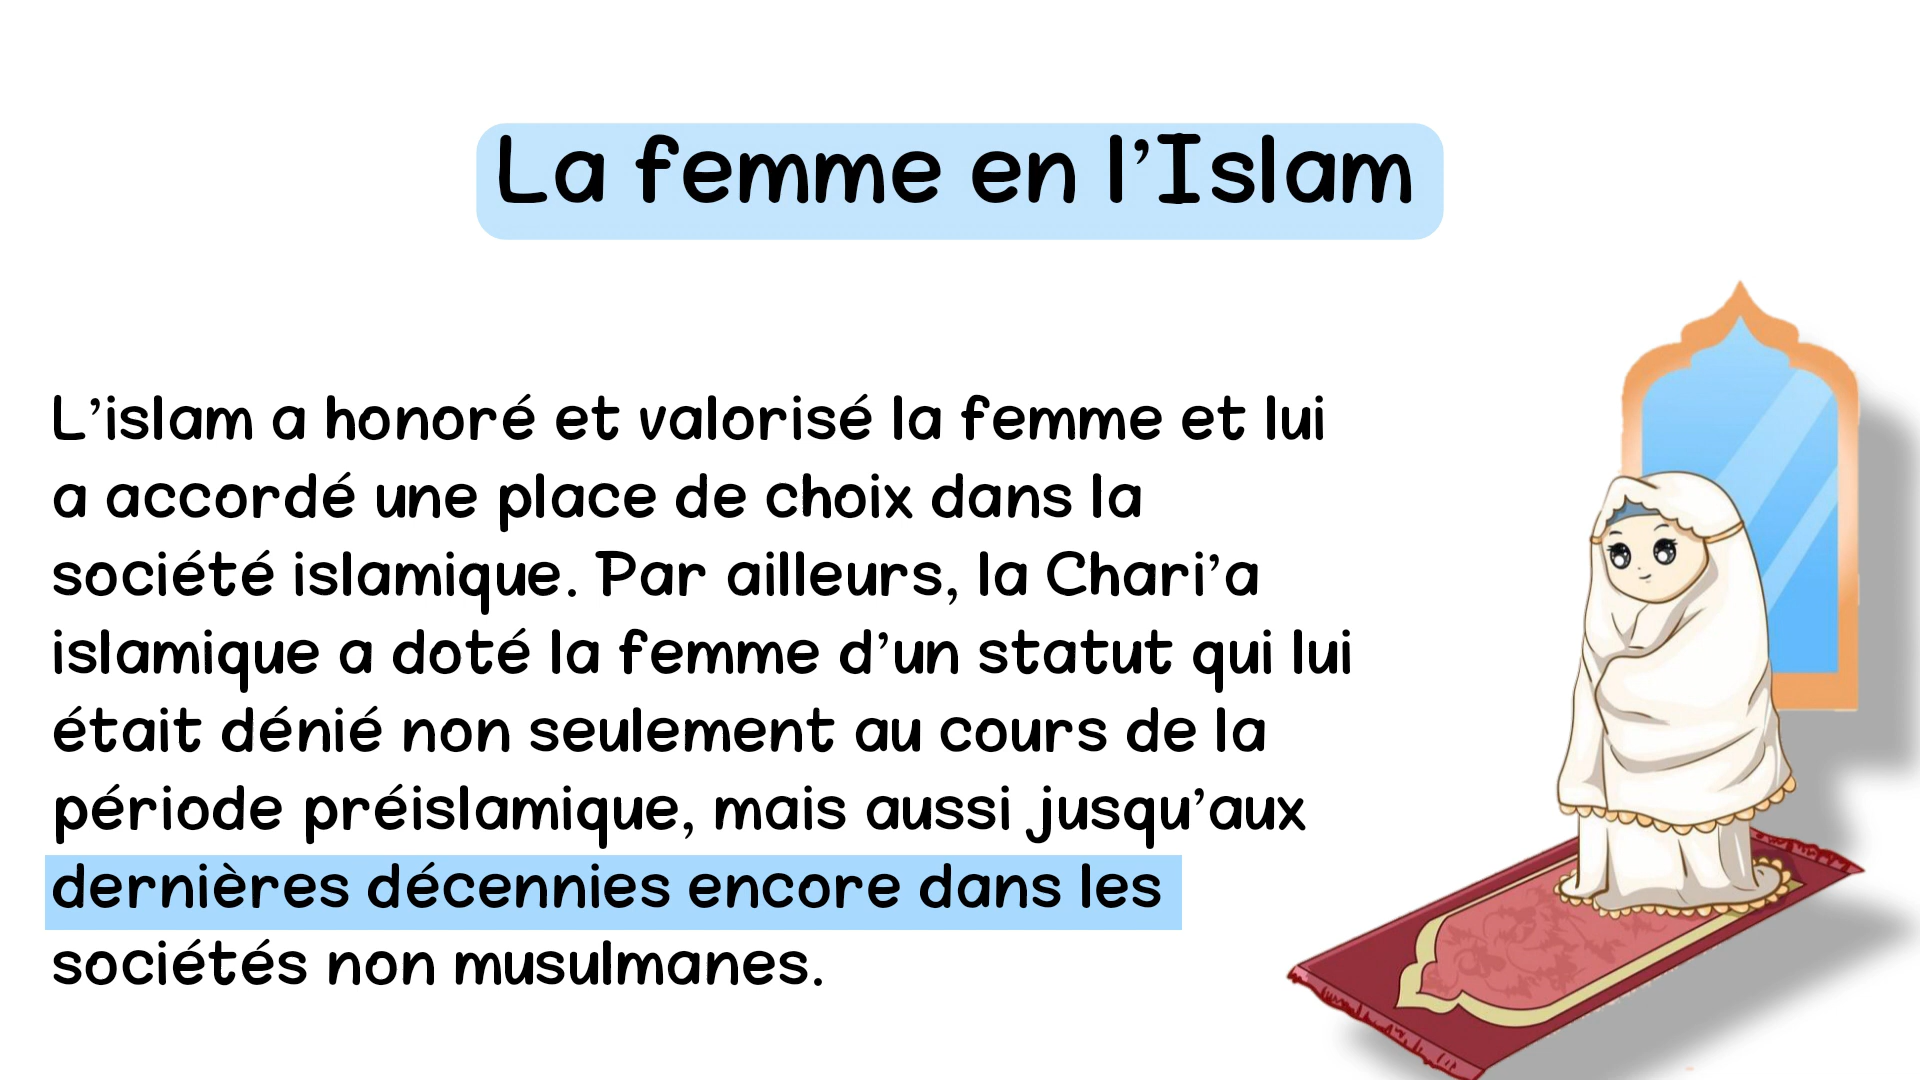 La femme en l'Islam
L'islam a honoré et valorisé la femme et lui
a accordé une place de choix dans la
société islamique. Par ailleurs, la Chari'a
islamique a doté la femme d'un statut qui lui
était dénié non seulement au cours de la
période préislamique, mais aussi jusqu'aux
dernières décennies encore dans les
sociétés non musulmanes.